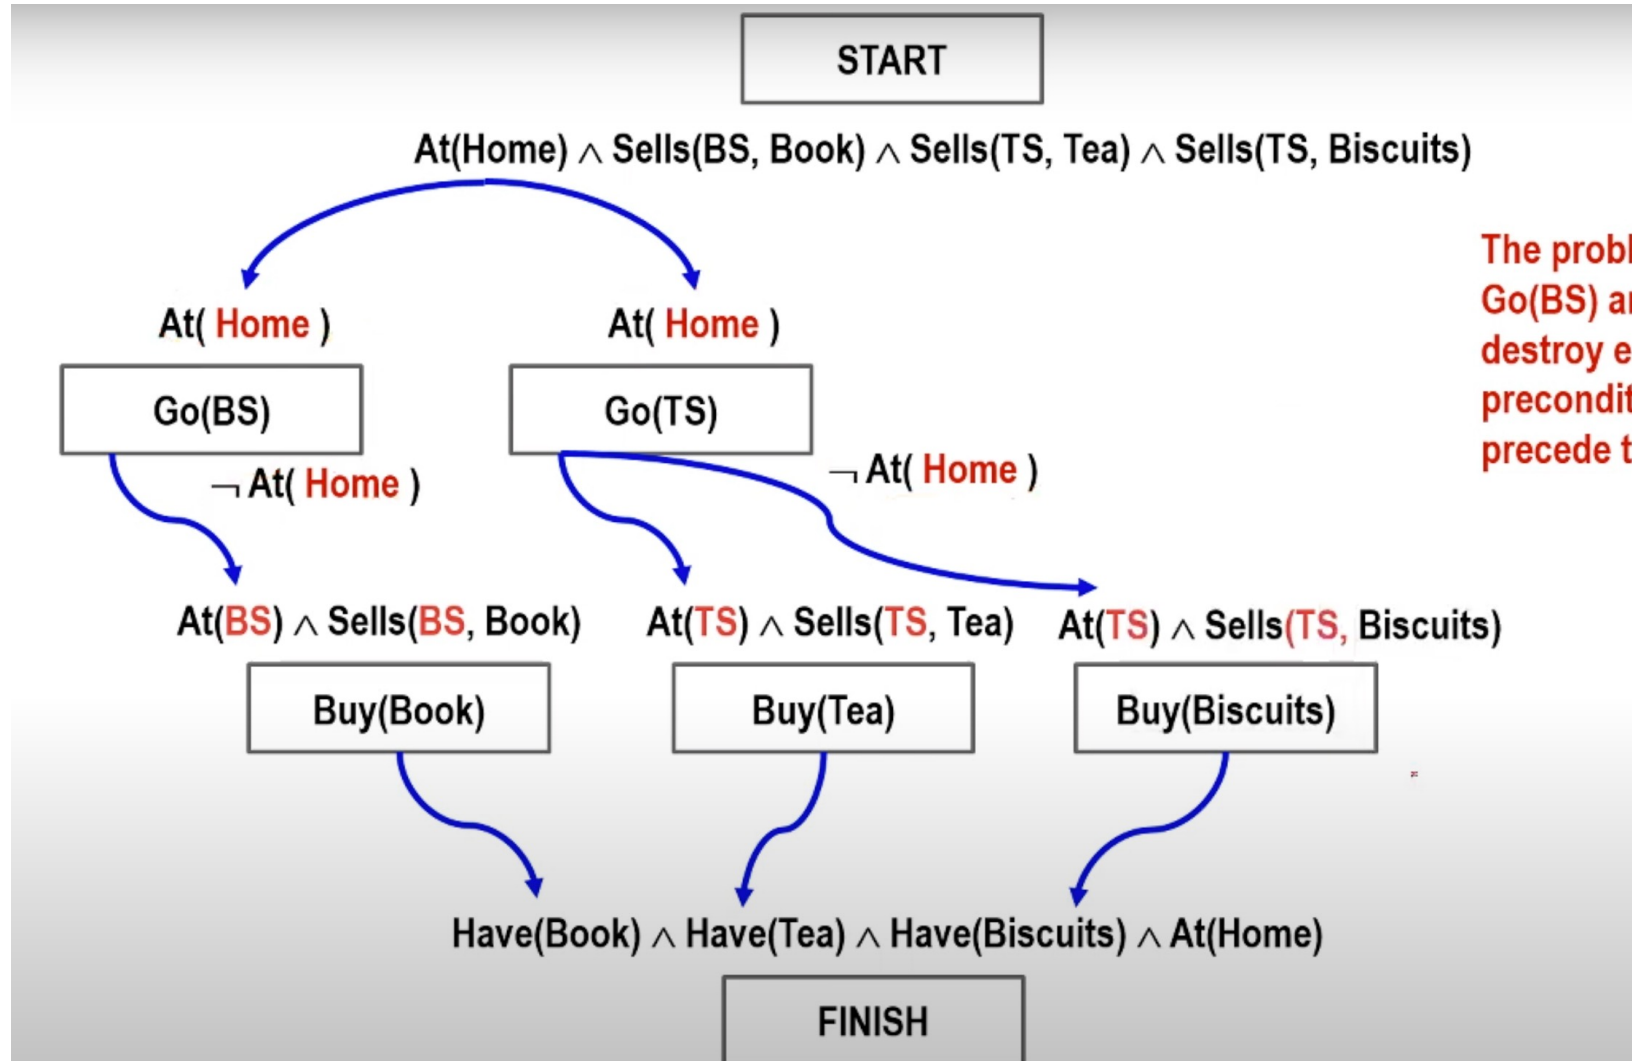 START
At(Home) ∧ Sells(BS, Book) ∧ Sells(TS, Tea) ∧ Sells(TS, Biscuits)
At( Home )
At( Home )
Go(BS)
Go(TS)
¬ At( Home )
¬ At( Home )
At(BS) ∧ Sells(BS, Book)
At(TS) ∧ Sells(TS, Tea)
At(TS) ∧ Sells(TS, Biscuits)
Buy(Book)
Buy(Tea)
Buy(Biscuits)
Have(Book) ∧ Have(Tea) ∧ Have(Biscuits) ∧ At(Home)
FINISH
The
Go(BS)
destroy
precede